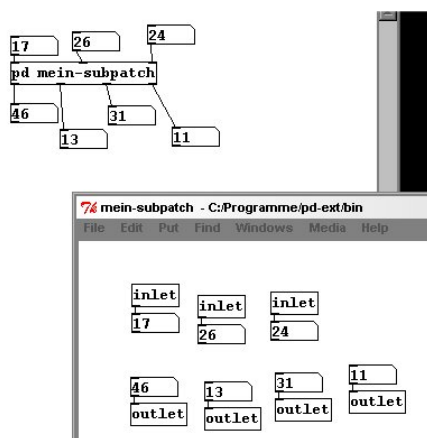 17 26 24
pd mein-subpatch
46 13 31 11
mein-subpatch - C:/Programme/pd-ext/bin
File Edit Put Find Windows Media Help
inlet inlet inlet
17 26 24
46 13 31 11
outlet outlet outlet outlet